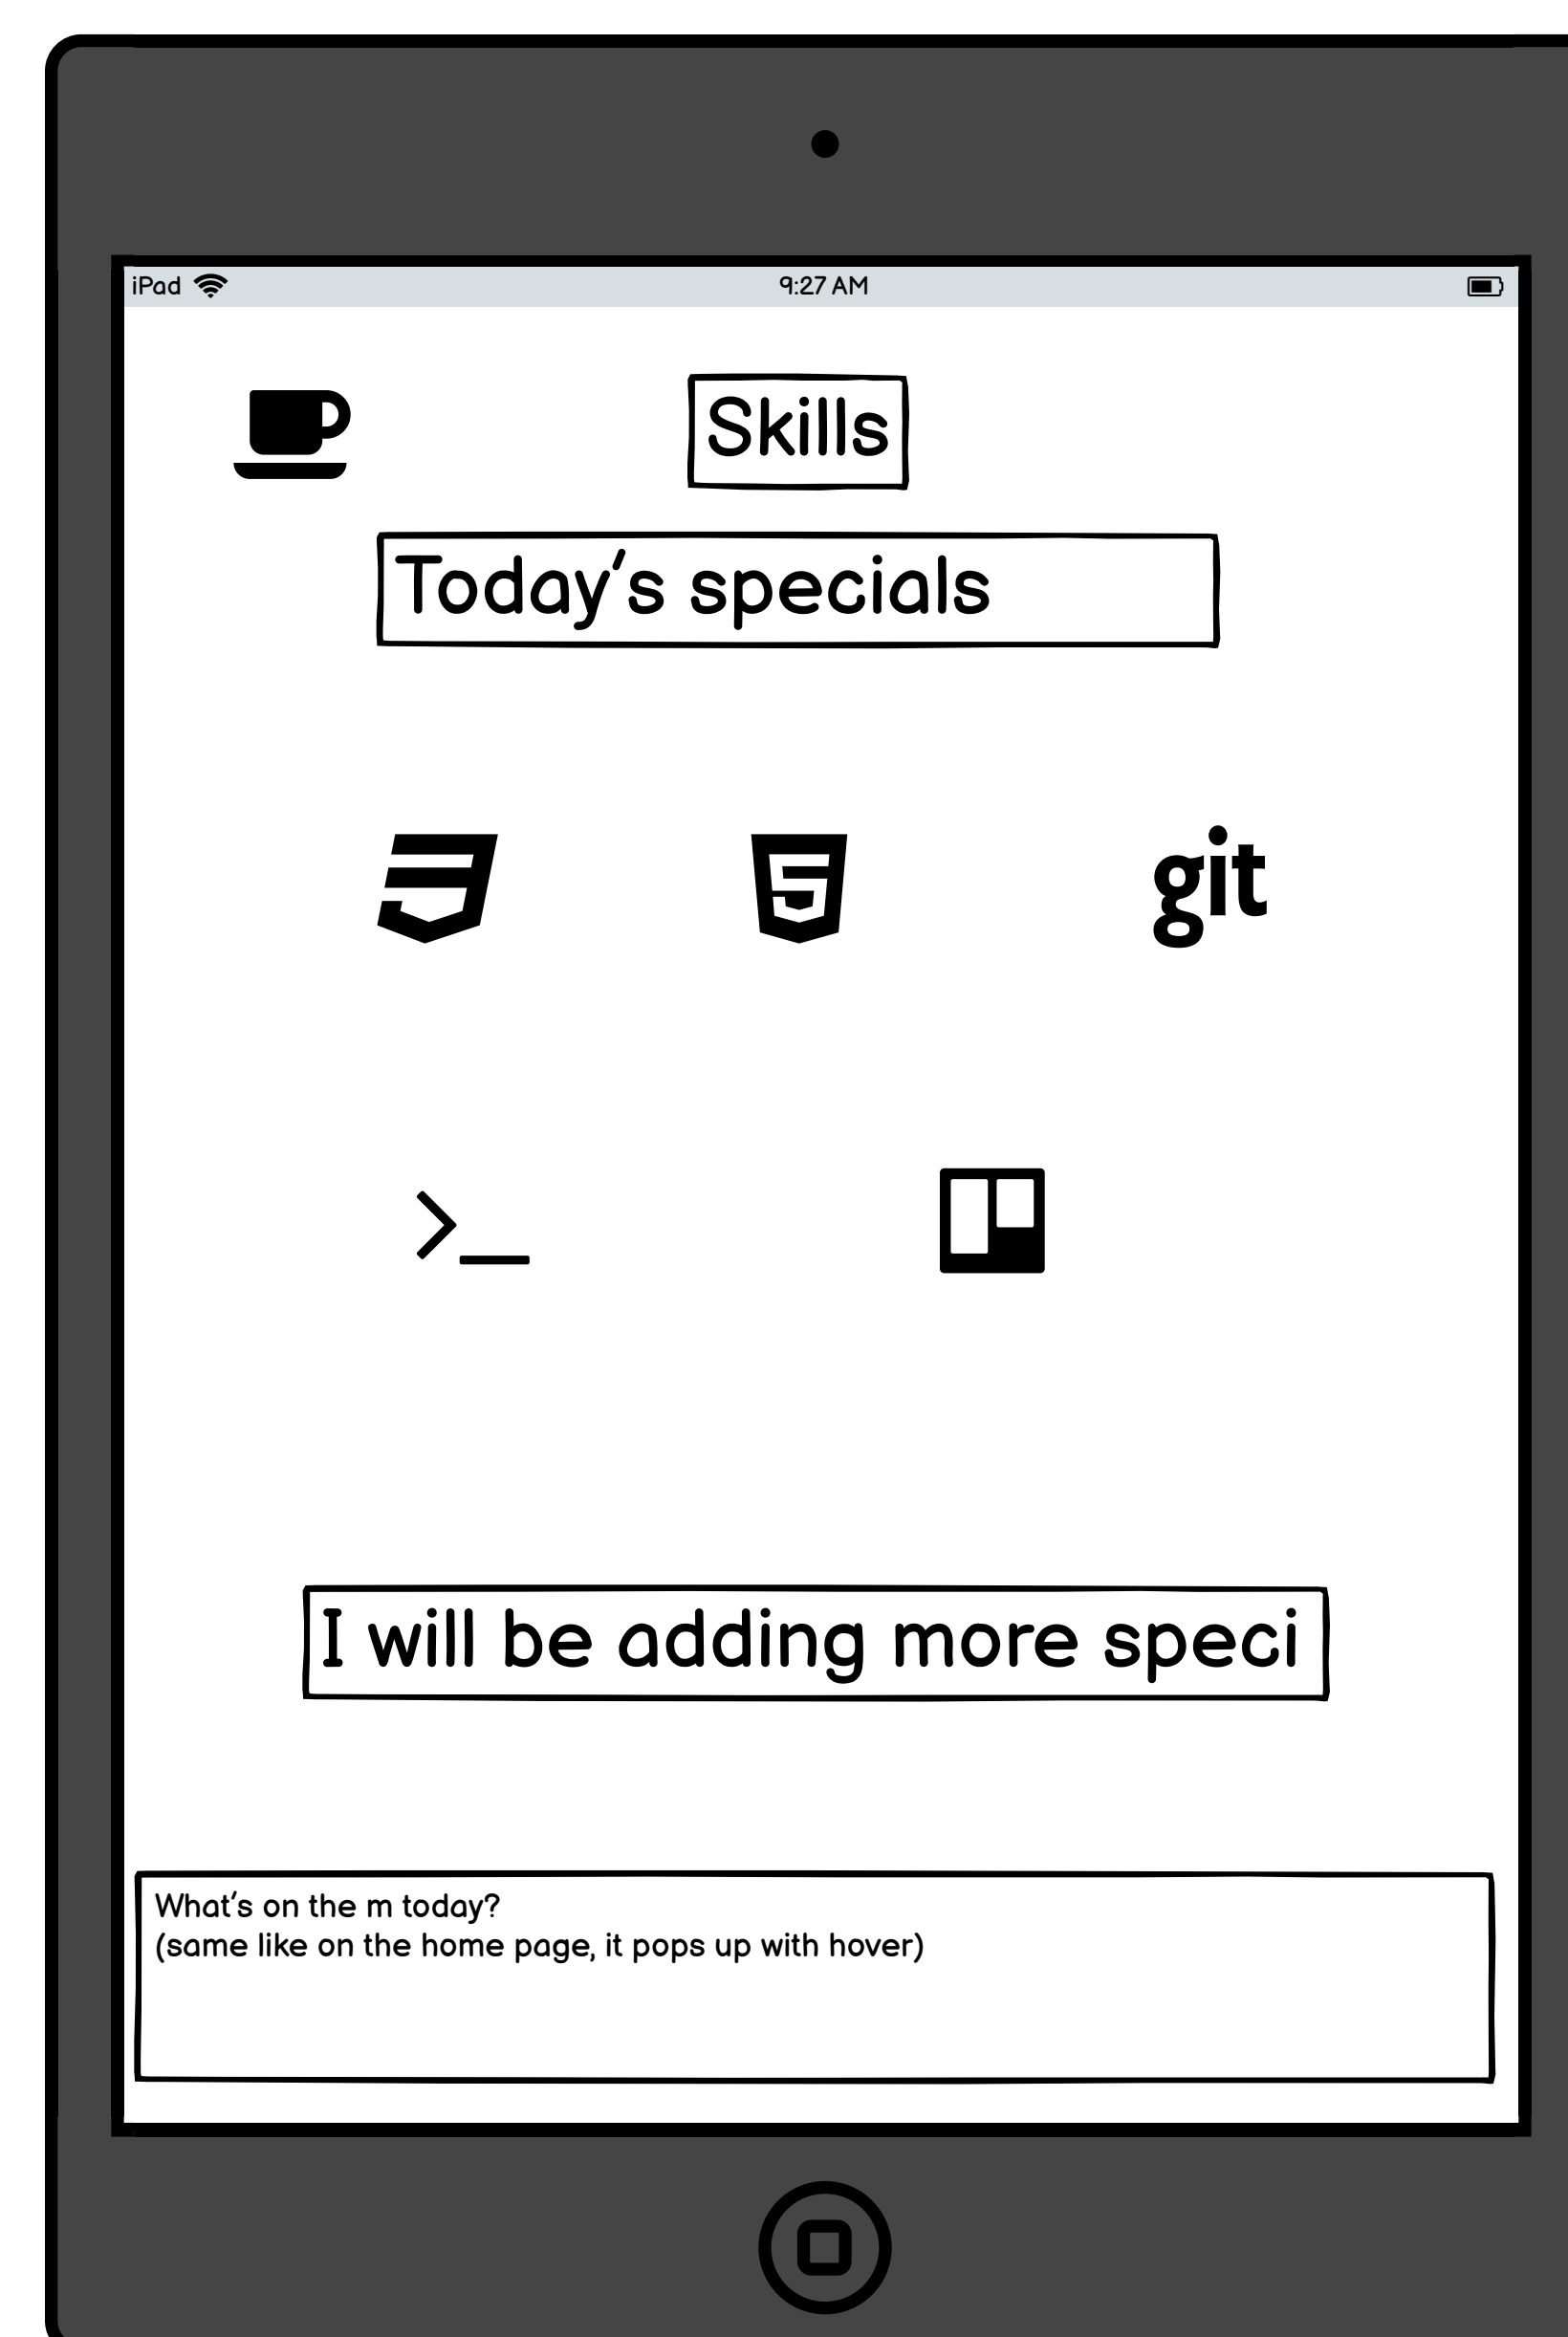 iPad 9:27 AM
Skills
Today's specials
git
>_
I will be adding more speci
What's on the m today?
(same like on the home page, it pops up with hover)